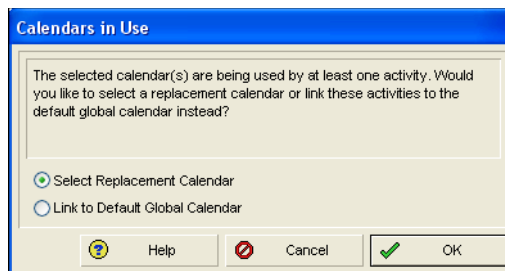 Calendars in Use
The selected calendar(s) are being used by at least one activity. Would
you like to select a replacement calendar or link these activities to the
default global calendar instead?
Select Replacement Calendar
Link to Default Global Calendar
Help Cancel OK